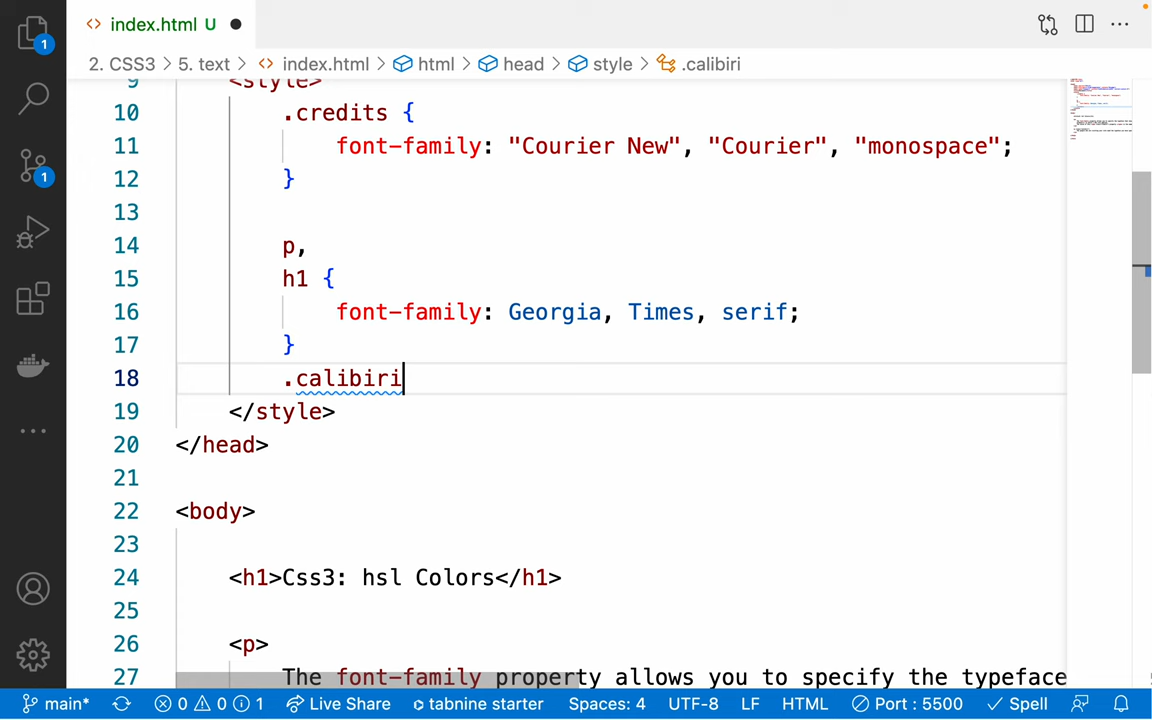 index.html U
2. CSS3 > 5. text > index.html > html > head > style > .calibiri
1
1
9 <style>
10 .credits {
11 font-family: "Courier New", "Courier", "monospace";
12 }
13
14 p,
15 h1 {
16 font-family: Georgia, Times, serif;
17 }
18 .calibiri
19 </style>
20 </head>
21
22 <body>
23
24 <h1>Css3: hsl Colors</h1>
25
26 <p>
27 The font-family property allows you to specify the typeface
main* 0 0 1 Live Share tabnine starter Spaces: 4 UTF-8 LF HTML Port : 5500 Spell